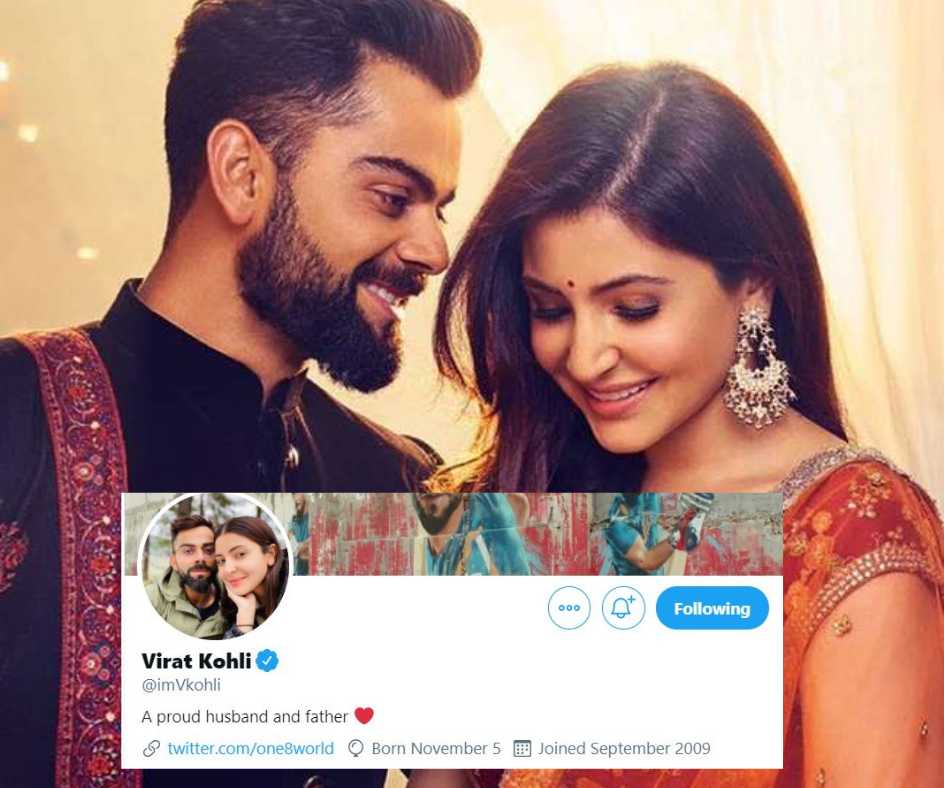 Following
Virat Kohli
@imVkohli
A proud husband and father ❤️
twitter.com/one8world Born November 5 Joined September 2009